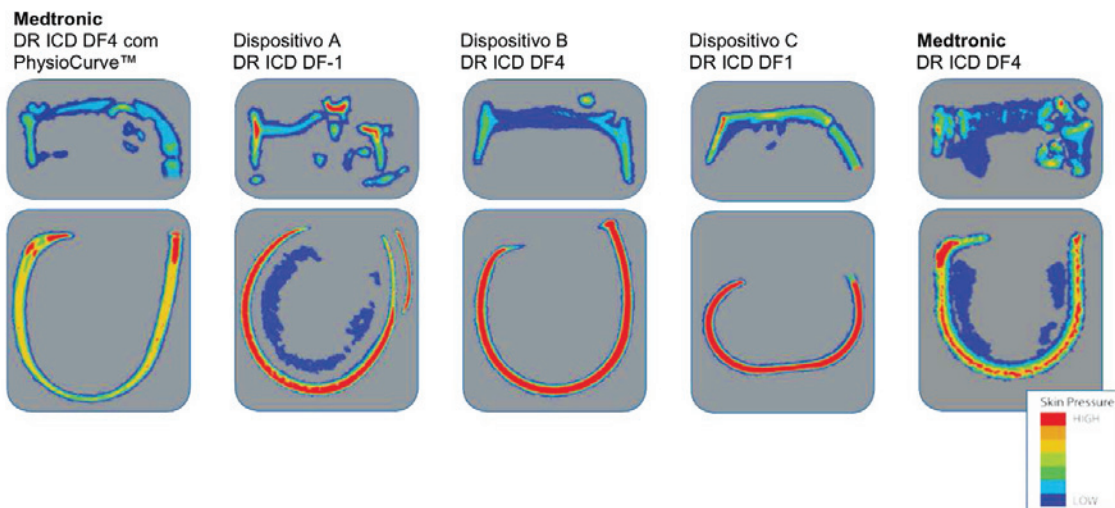 Medtronic
DR ICD DF4 com
PhysioCurve™
Dispositivo A
DR ICD DF-1
Dispositivo B
DR ICD DF4
Dispositivo C
DR ICD DF1
Medtronic
DR ICD DF4
Skin Pressure
HIGH
LOW